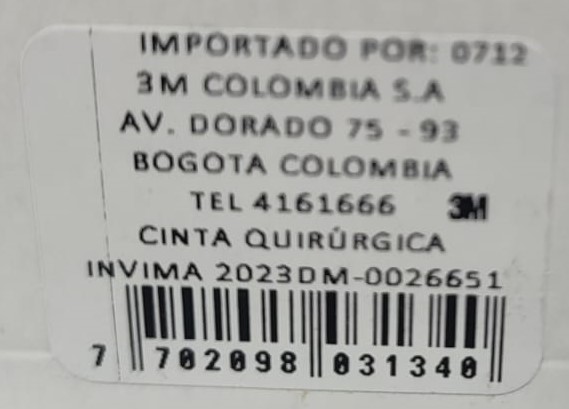 IMPORTADO POR: 0712
3M COLOMBIA S.A
AV. DORADO 75 - 93
BOGOTA COLOMBIA
TEL 4161666 3M
CINTA QUIRÚRGICA
INVIMA 2023DM-0026651
7 702098 031340